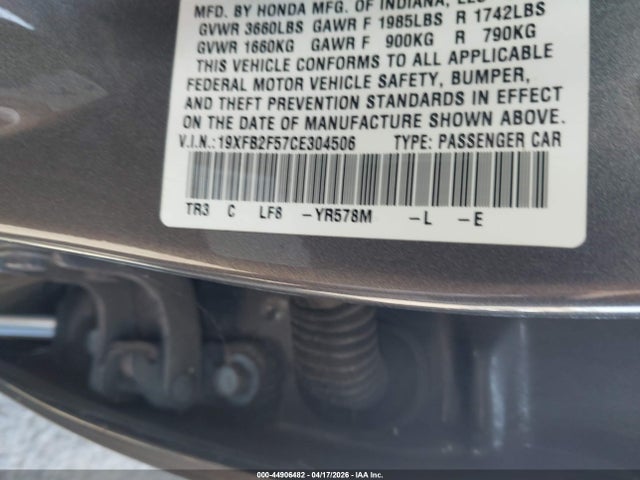 MFD. BY HONDA MFG. OF INDIANA, LLC
GVWR 3660LBS GAWR F 1985LBS R 1742LBS
GVWR 1660KG GAWR F 900KG R 790KG
THIS VEHICLE CONFORMS TO ALL APPLICABLE
FEDERAL MOTOR VEHICLE SAFETY, BUMPER,
AND THEFT PREVENTION STANDARDS IN EFFECT
ON THE DATE OF MANUFACTURE SHOWN ABOVE.
V.I.N.: 19XFB2F57CE304506 TYPE: PASSENGER CAR
TR3 C LF8 -YR578M -L -E
000-44906482 - 04/17/2026 - IAA Inc.